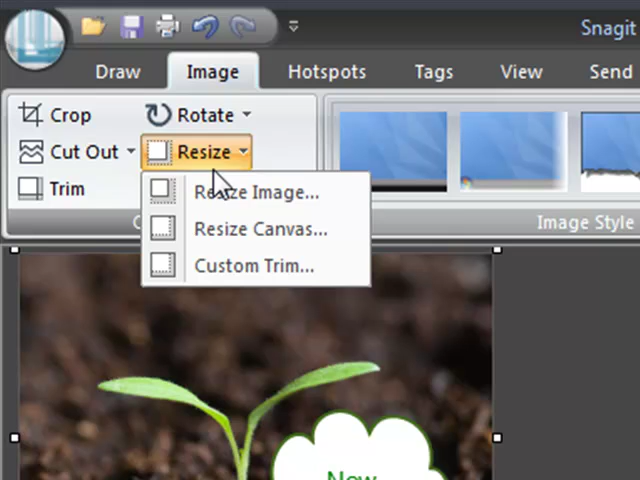 Snagit
Draw Image Hotspots Tags View Send
Crop Rotate
Cut Out Resize
Trim
Resize Image...
Resize Canvas...
Custom Trim...
Image Style
New